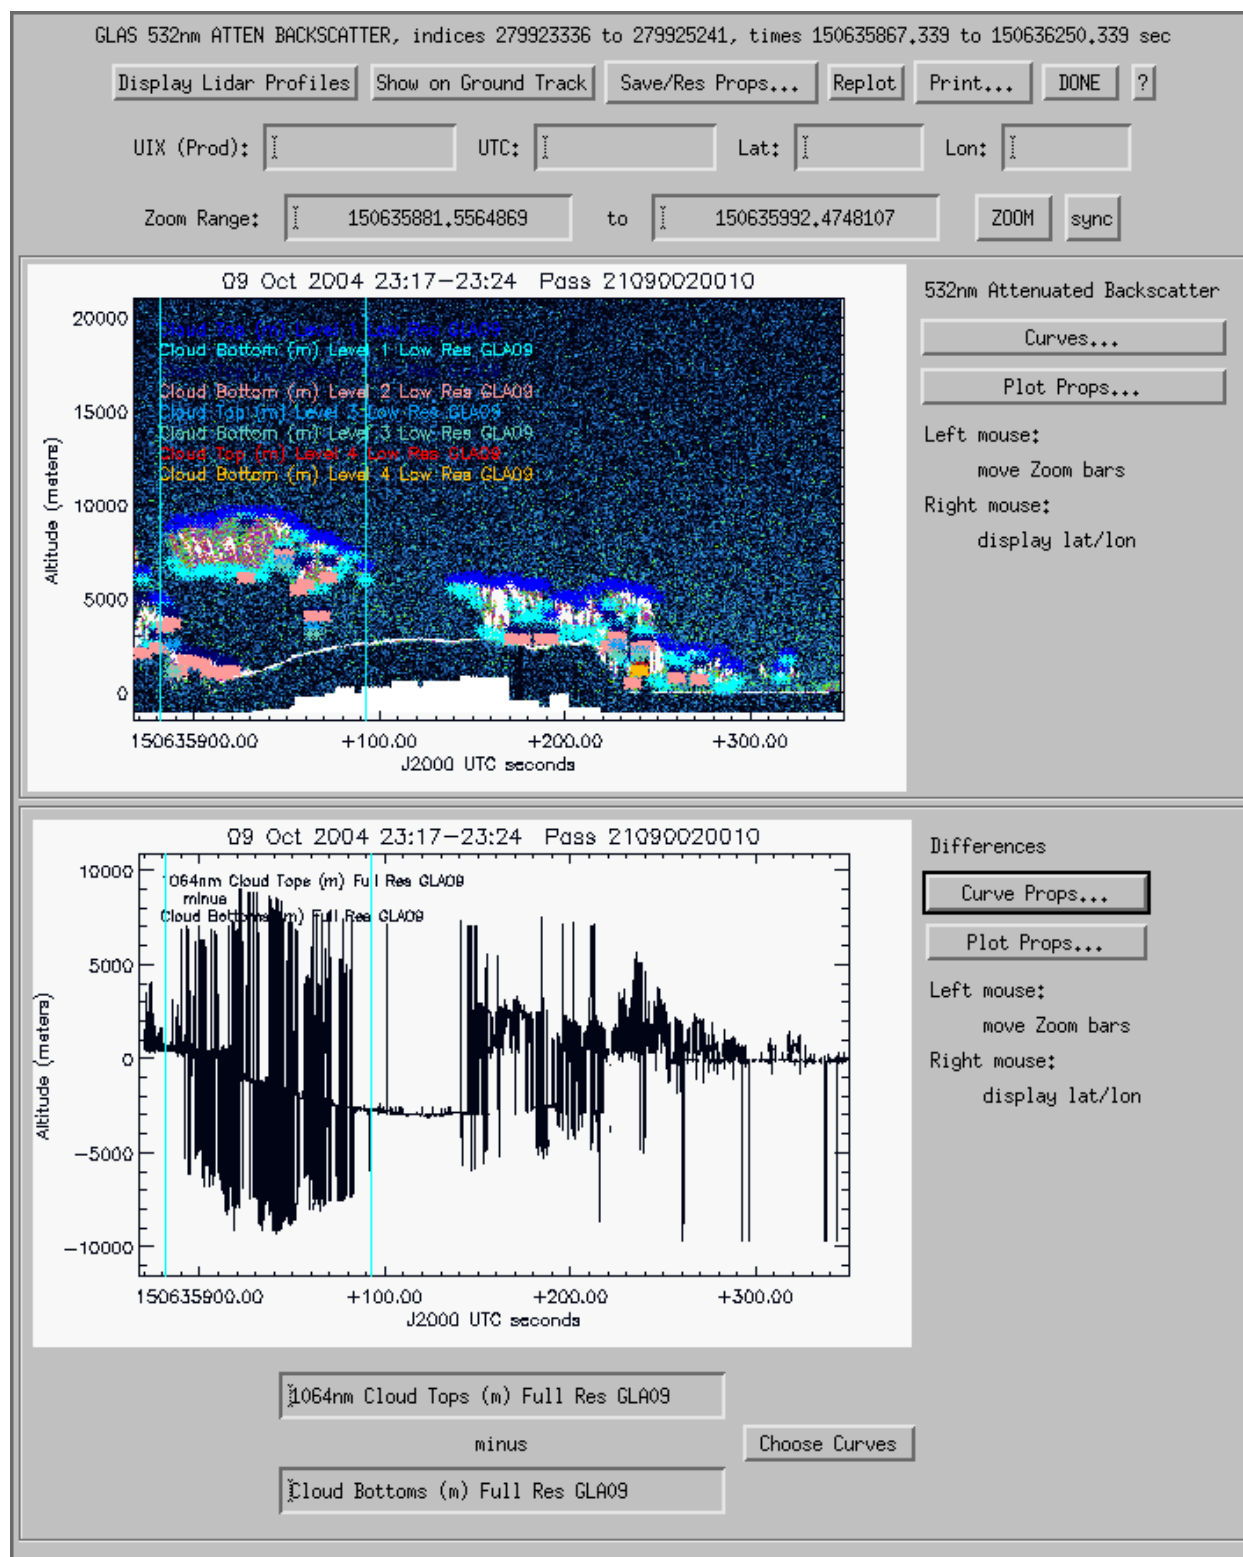 GLAS 532nm ATTEN BACKSCATTER, indices 279923336 to 279925241, times 150635867.339 to 150636250.339 sec
Display Lidar Profiles Show on Ground Track Save/Res Props... Replot Print... DONE ?
UIX (Prod): UTC: Lat: Lon:
Zoom Range: 150635881.5564869 to 150635992.4748107 ZOOM sync
09 Oct 2004 23:17-23:24 Pass 21090020010
532nm Attenuated Backscatter
Curves...
Plot Props...
Left mouse:
move Zoom bars
Right mouse:
display lat/lon
Cloud Top (m) Level 1 Low Res GLA09
Cloud Bottom (m) Level 1 Low Res GLA09
Cloud Bottom (m) Level 2 Low Res GLA09
Cloud Top (m) Level 3 Low Res GLA09
Cloud Bottom (m) Level 3 Low Res GLA09
Cloud Top (m) Level 4 Low Res GLA09
Cloud Bottom (m) Level 4 Low Res GLA09
Altitude (meters)
20000
15000
10000
5000
0
150635900.00 +100.00 +200.00 +300.00
J2000 UTC seconds
09 Oct 2004 23:17-23:24 Pass 21090020010
Differences
Curve Props...
Plot Props...
Left mouse:
move Zoom bars
Right mouse:
display lat/lon
1064nm Cloud Tops (m) Full Res GLA09
minus
Cloud Bottoms (m) Full Res GLA09
Altitude (meters)
10000
5000
0
-5000
-10000
150635900.00 +100.00 +200.00 +300.00
J2000 UTC seconds
1064nm Cloud Tops (m) Full Res GLA09
minus
Choose Curves
Cloud Bottoms (m) Full Res GLA09